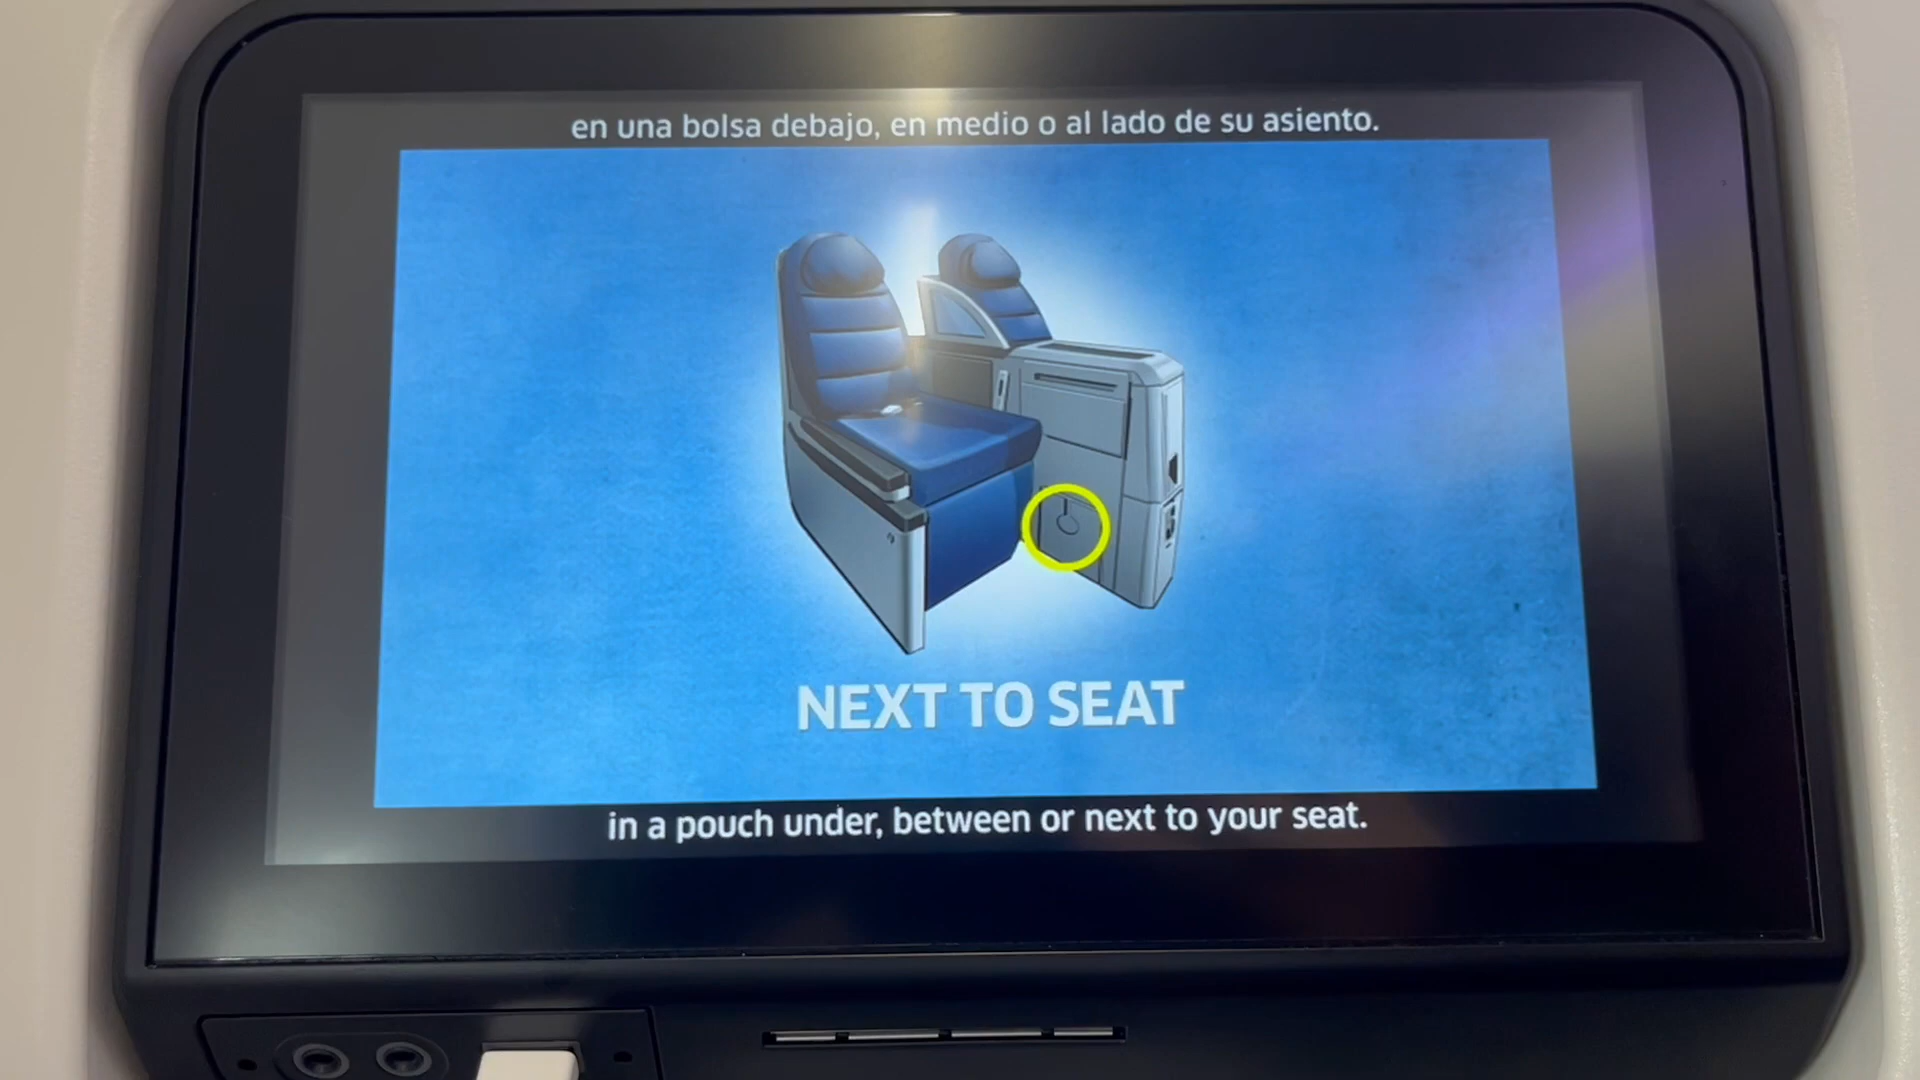 en una bolsa debajo, en medio o al lado de su asiento.
NEXT TO SEAT
in a pouch under, between or next to your seat.